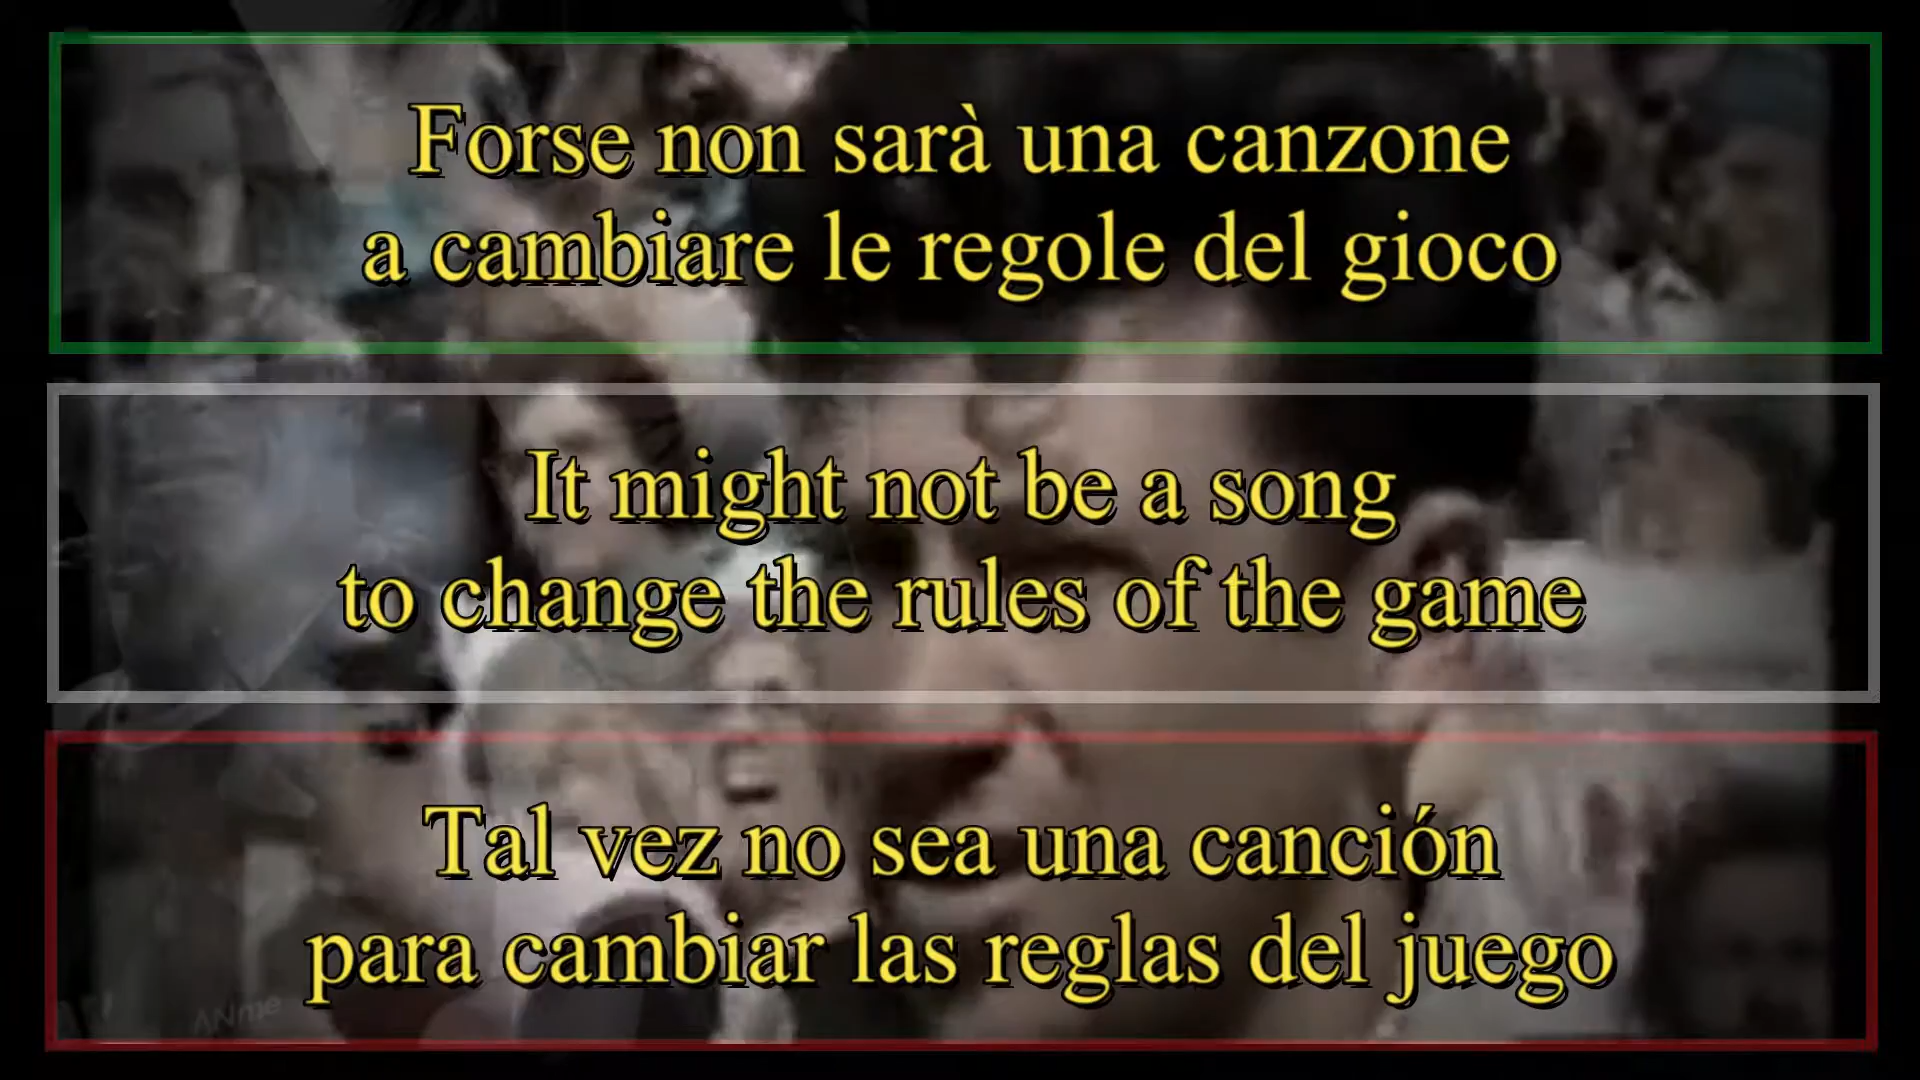 Forse non sarà una canzone
a cambiare le regole del gioco
It might not be a song
to change the rules of the game
Tal vez no sea una canción
para cambiar las reglas del juego
ANme